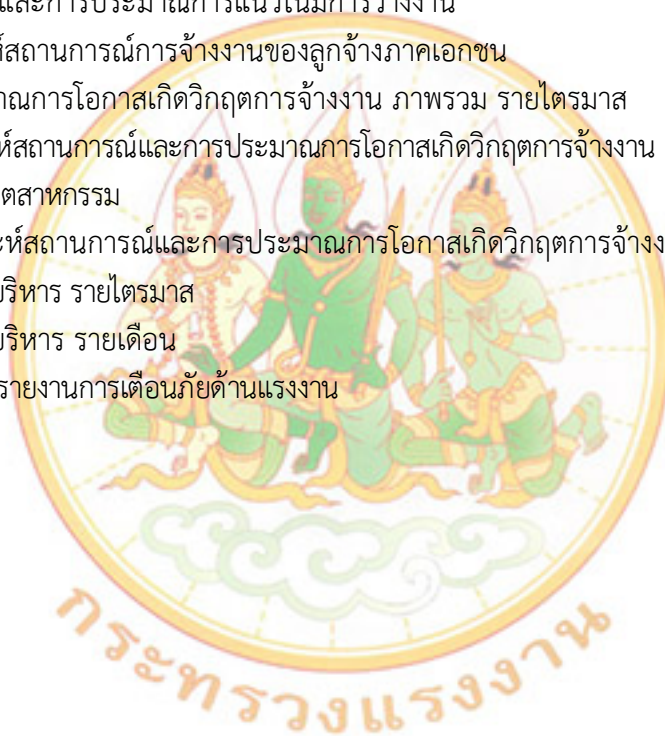 และการประมาณการแนวโน้มการว่างงาน
ห์สถานการณ์การจ้างงานของลูกจ้างภาคเอกชน
าณการโอกาสเกิดวิกฤตการจ้างงาน ภาพรวม รายไตรมาส
ห์สถานการณ์และการประมาณการโอกาสเกิดวิกฤตการจ้างงาน
ตสาหกรรม
ะห์สถานการณ์และการประมาณการโอกาสเกิดวิกฤตการจ้างง
บริหาร รายไตรมาส
บริหาร รายเดือน
รายงานการเตือนภัยด้านแรงงาน
กระทรวงแรงงาน